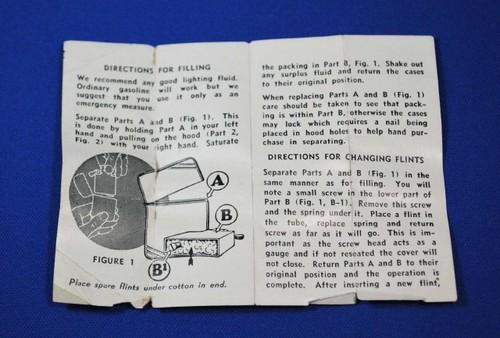 DIRECTIONS FOR FILLING
We recommend any good lighting fluid.
Ordinary gasoline will work but we
suggest that you use it only as an
emergency measure.
Separate Parts A and B (Fig. 1). This
is done by holding Part A in your left
hand and pulling on the hood (Part 2,
Fig. 2) with your right hand. Saturate
A
B
B1
FIGURE 1
Place spare flints under cotton in end.
the packing in Part B, Fig. 1. Shake out
any surplus fluid and return the cases
to their original position.
When replacing Parts A and B (Fig. 1)
care should be taken to see that pack-
ing is within Part B, otherwise the cases
may lock which requires a nail being
placed in hood holes to help hand pur-
chase in separating.
DIRECTIONS FOR CHANGING FLINTS
Separate Parts A and B (Fig. 1) in the
same manner as for filling. You will
note a small screw in the lower part of
Part B (Fig. 1, B-1). Remove this screw
and the spring under it. Place a flint in
the tube, replace spring and return
screw as far as it will go. This is im-
portant as the screw head acts as a
gauge and if not reseated the cover will
not close. Return Parts A and B to their
original position and the operation is
complete. After inserting a new flint,